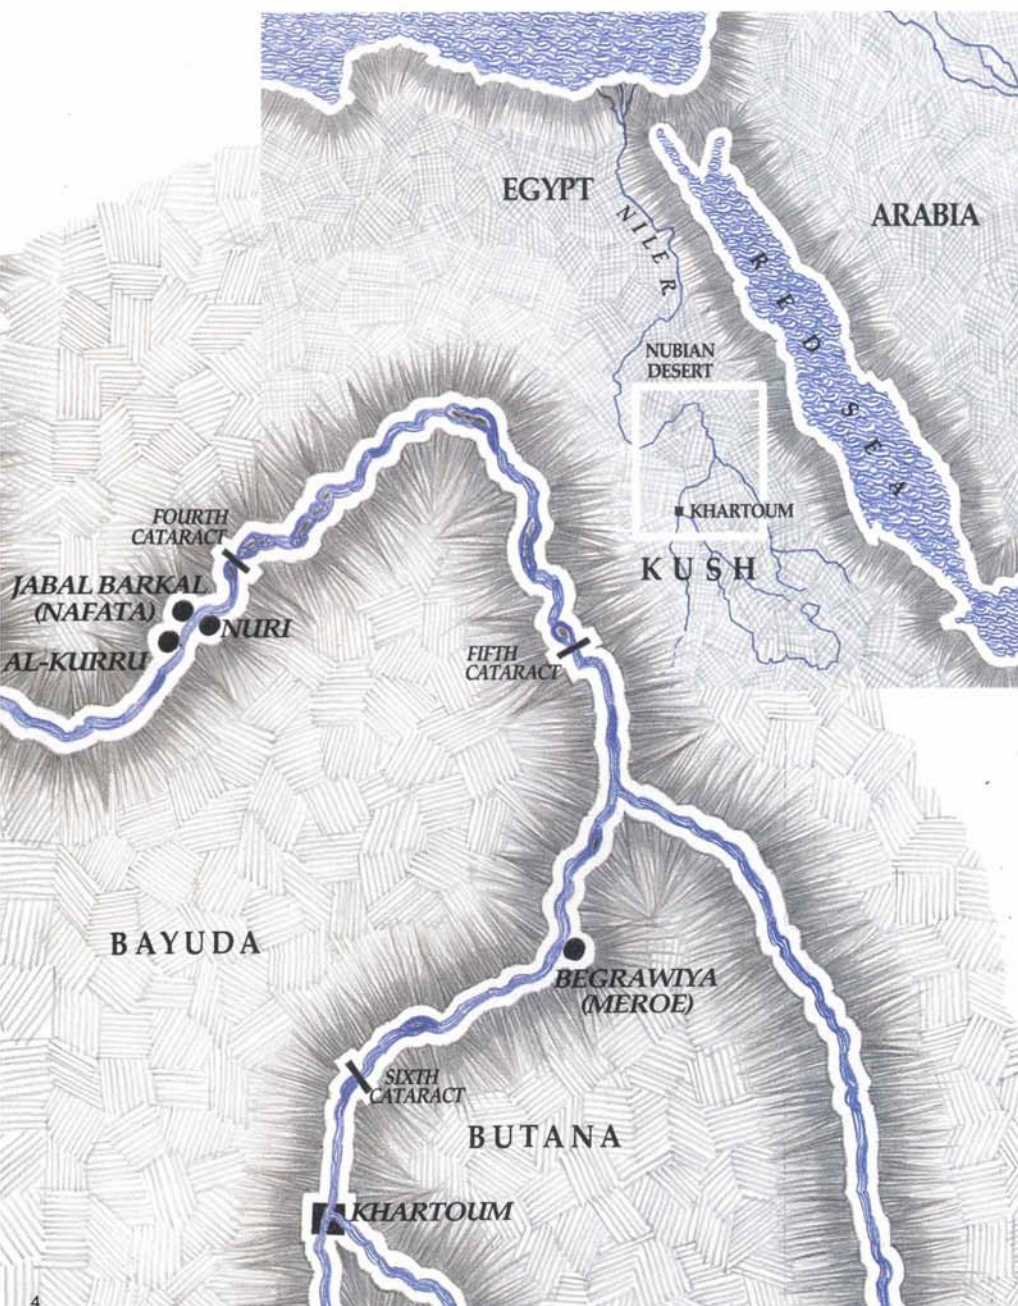 EGYPT
ARABIA
NILE R.
RED SEA
NUBIAN
DESERT
KHARTOUM
KUSH
FOURTH
CATARACT
JABAL BARKAL
(NAFATA)
NURI
AL-KURRU
FIFTH
CATARACT
BAYUDA
BEGRAWIYA
(MEROE)
SIXTH
CATARACT
BUTANA
KHARTOUM
4